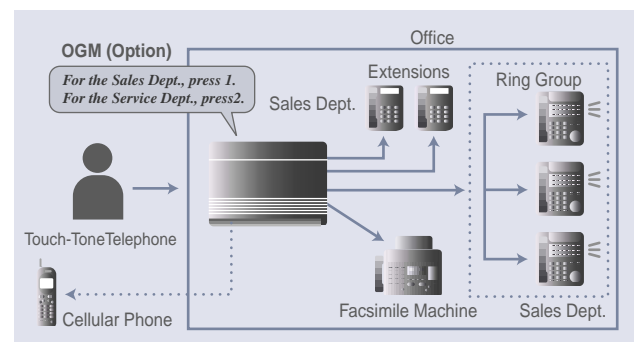 OGM (Option)
Office
For the Sales Dept., press 1.
For the Service Dept., press2.
Extensions
Ring Group
Sales Dept.
Touch-ToneTelephone
Cellular Phone
Facsimile Machine
Sales Dept.